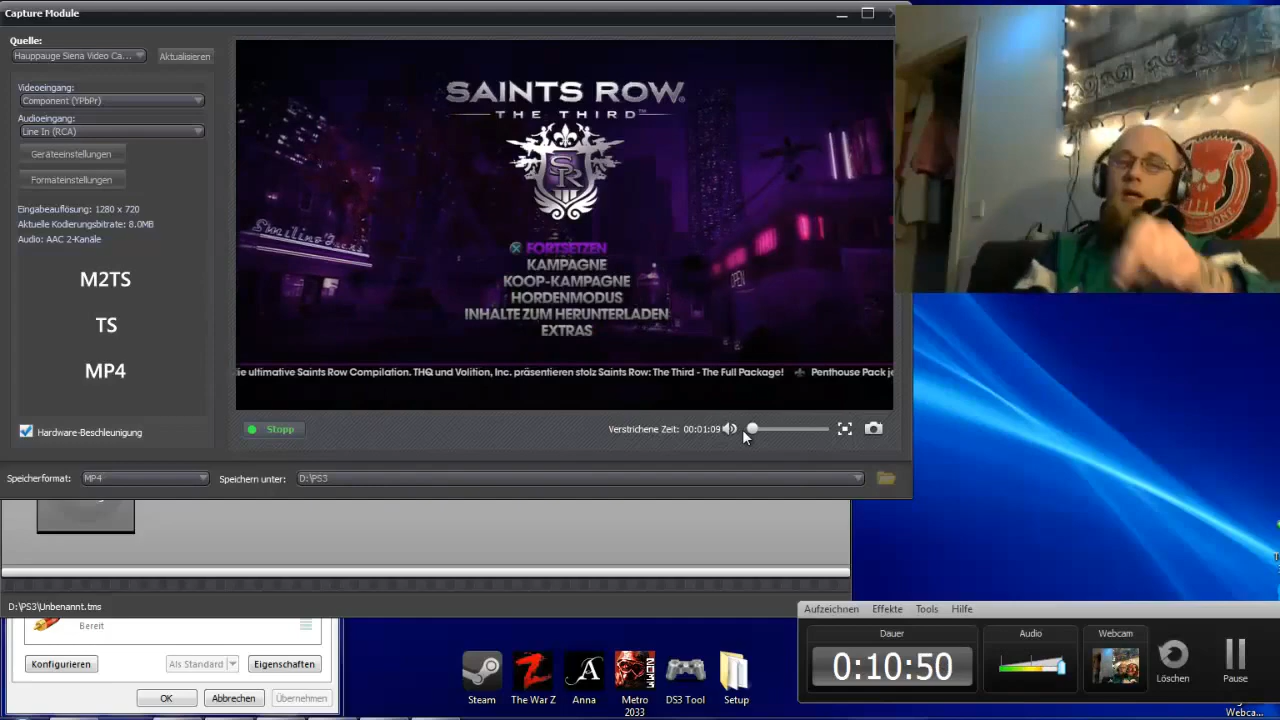 Capture Module
Quelle:
Hauppauge Siena Video Ca...
Aktualisieren
Videoeingang:
Component (YPbPr)
Audioeingang:
Line In (RCA)
Geräteeinstellungen
Formateinstellungen
Eingabeauflösung: 1280 x 720
Aktuelle Kodierungsbitrate: 8.0MB
Audio: AAC 2-Kanäle
M2TS
TS
MP4
Hardware-Beschleunigung
SAINTS ROW
THE THIRD
SR
OPEN
FORTSETZEN
KAMPAGNE
KOOP-KAMPAGNE
HORDENMODUS
INHALTE ZUM HERUNTERLADEN
EXTRAS
ie ultimative Saints Row Compilation. THQ und Volition, Inc. präsentieren stolz Saints Row: The Third - The Full Package!
Penthouse Pack je
Stopp
Verstrichene Zeit: 00:01:09
Speicherformat:
MP4
Speichern unter:
D:\PS3
D:\PS3\Unbenannt.tms
Bereit
Konfigurieren
Als Standard
Eigenschaften
OK
Abbrechen
Übernehmen
Steam
The War Z
Anna
Metro
2033
DS3 Tool
Setup
Aufzeichnen
Effekte
Tools
Hilfe
Dauer
0:10:50
Audio
Webcam
Löschen
Pause
Webca...